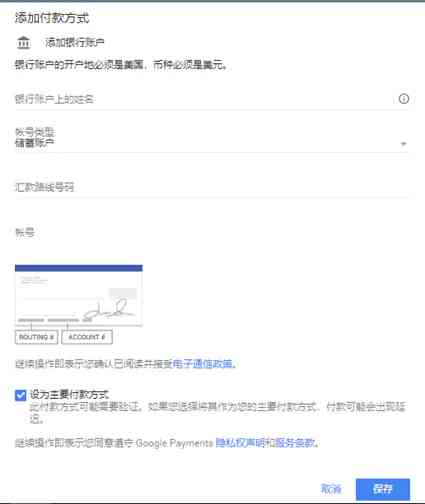 添加付款方式
添加银行账户
银行账户的开户地必须是美国，币种必须是美元。
银行账户上的姓名
帐号类型
储蓄账户
汇款路线号码
帐号
ROUTING # ACCOUNT #
继续操作即表示您确认已阅读并接受电子通信政策。
设为主要付款方式
此付款方式可能需要验证。如果您选择将其作为您的主要付款方式，付款可能会出现延
迟。
继续操作即表示您同意遵守 Google Payments 隐私权声明和服务条款。
取消 保存